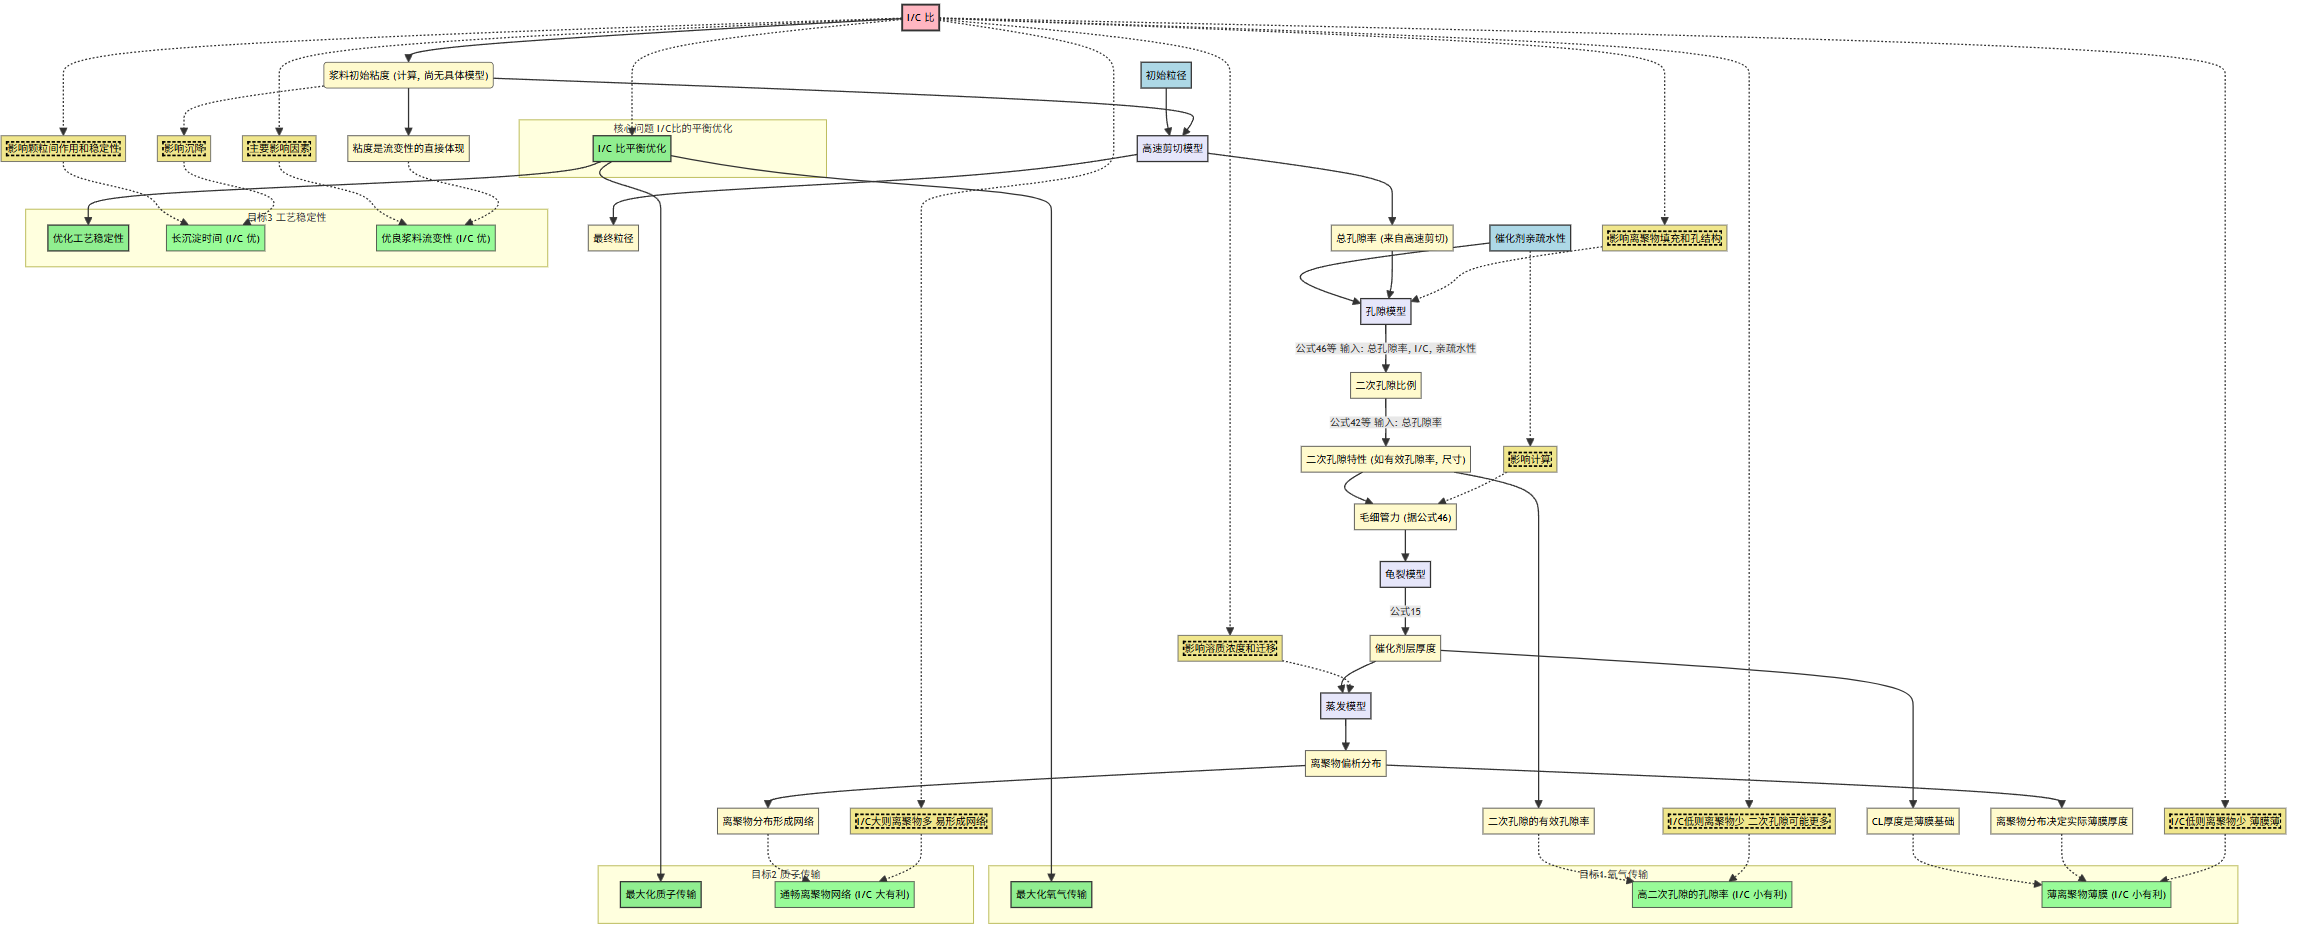 I/C 比
浆料初始粘度 (计算, 尚无具体模型)
初始粒径
核心问题 I/C比的平衡优化
影响颗粒间作用和稳定性
影响沉降
主要影响因素
粘度是流变性的直接体现
I/C 比平衡优化
高速剪切模型
目标3 工艺稳定性
优化工艺稳定性
长沉淀时间 (I/C 优)
优良浆料流变性 (I/C 优)
最终粒径
总孔隙率 (来自高速剪切)
催化剂亲疏水性
影响离聚物填充和孔结构
孔隙模型
公式46等 输入: 总孔隙率, I/C, 亲疏水性
二次孔隙比例
公式42等 输入: 总孔隙率
二次孔隙特性 (如有效孔隙率, 尺寸)
影响计算
毛细管力 (据公式46)
龟裂模型
公式15
影响溶质浓度和迁移
催化剂层厚度
蒸发模型
离聚物偏析分布
离聚物分布形成网络
I/C大则离聚物多 易形成网络
二次孔的有效孔隙率
I/C低则离聚物少 二次孔隙可能更多
CL厚度是薄膜基础
离聚物分布决定实际薄膜厚度
I/C低则离聚物少 薄膜薄
目标2 质子传输
目标1 氧气传输
最大化质子传输
通畅离聚物网络 (I/C 大有利)
最大化氧气传输
高二次孔隙的孔隙率 (I/C 小有利)
薄离聚物薄膜 (I/C 小有利)